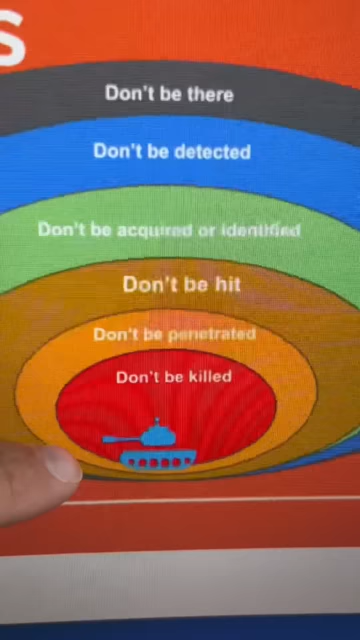 S
Don't be there
Don't be detected
Don't be acquired or identified
Don't be hit
Don't be penetrated
Don't be killed